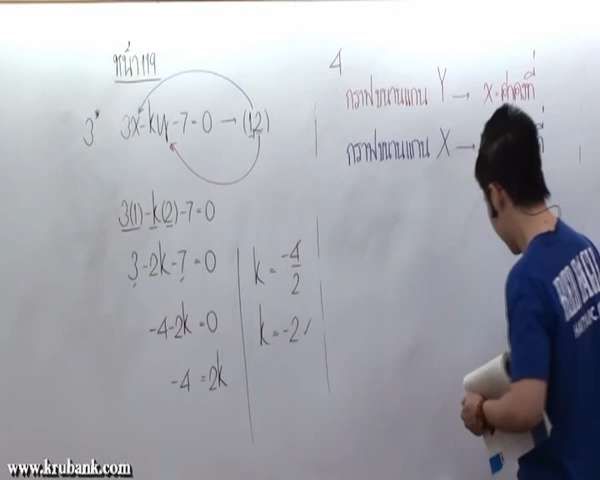 หน้า 119
3* 3x-ky-7=0 → (1,2)
3(1)-k(2)-7=0
3-2k-7=0
-4-2k=0
-4=2k
k = -4/2
k = -2
4
กราฟขนานแกน Y → x = ค่าคงที่
กราฟขนานแกน X →
www.krubank.com